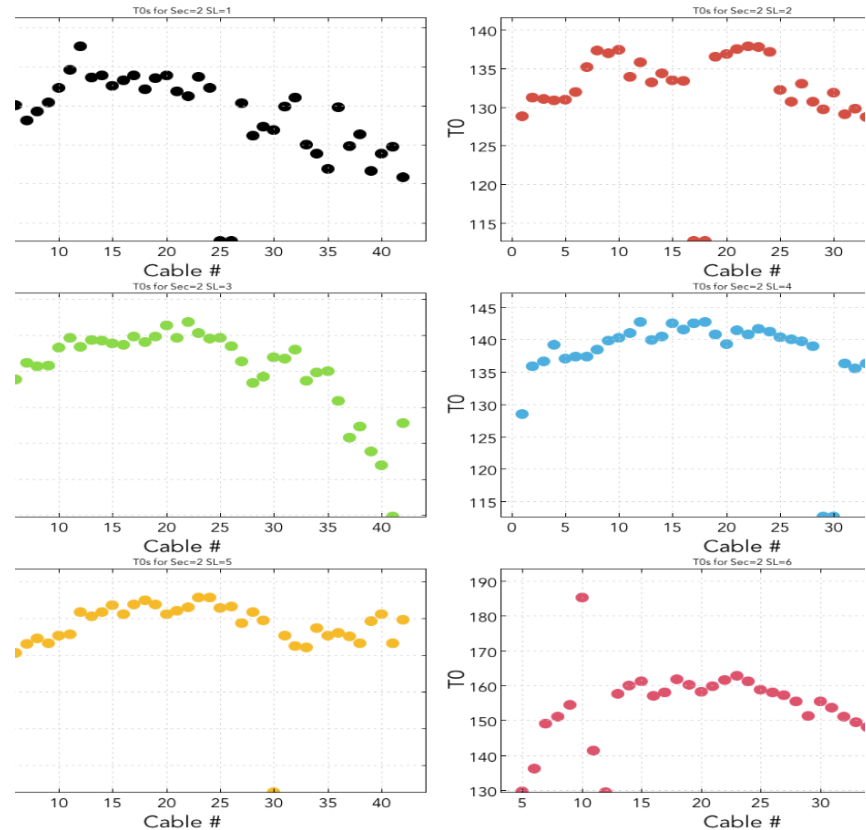 T0s for Sec=2 SL=1
10 15 20 25 30 35 40
Cable #
T0s for Sec=2 SL=2
140
135
130
125
120
115
T0
0 5 10 15 20 25 30
Cable #
T0s for Sec=2 SL=3
10 15 20 25 30 35 40
Cable #
T0s for Sec=2 SL=4
145
140
135
130
125
120
115
T0
0 5 10 15 20 25 30
Cable #
T0s for Sec=2 SL=5
10 15 20 25 30 35 40
Cable #
T0s for Sec=2 SL=6
190
180
170
160
150
140
130
T0
5 10 15 20 25 30
Cable #